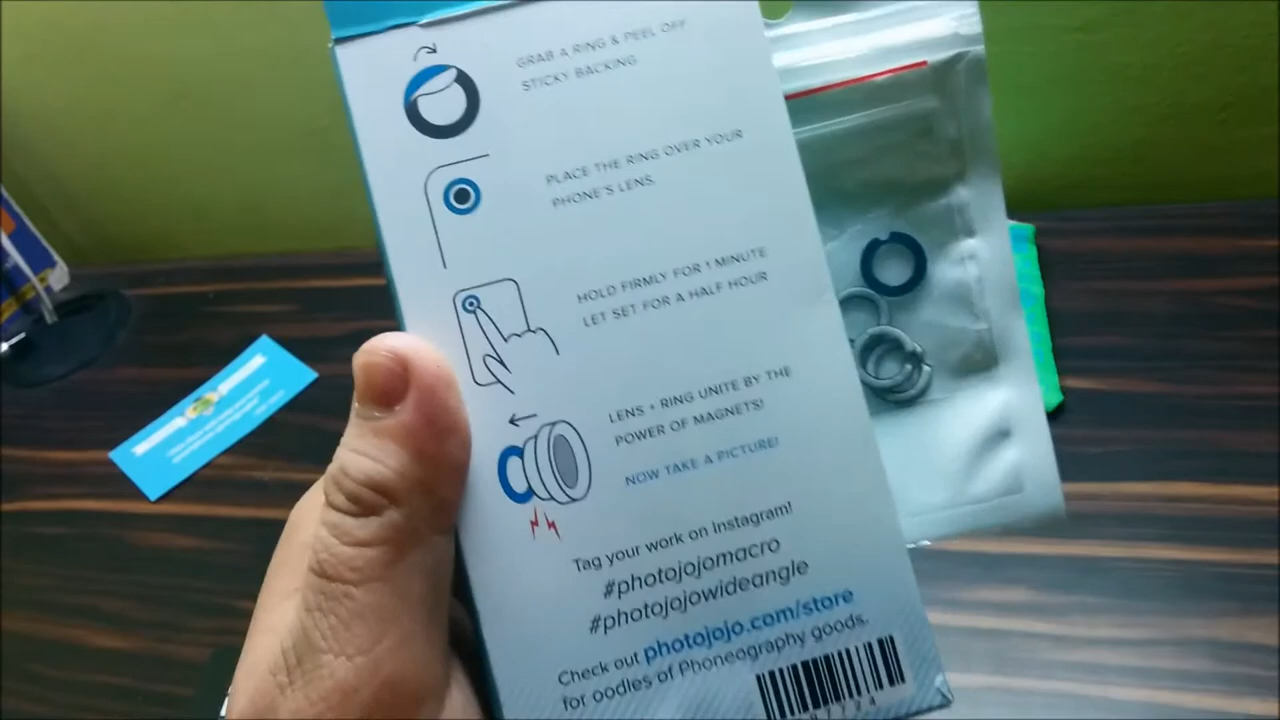 GRAB A RING & PEEL OFF
STICKY BACKING
PLACE THE RING OVER YOUR
PHONE'S LENS.
HOLD FIRMLY FOR 1 MINUTE
LET SET FOR A HALF HOUR
LENS + RING UNITE BY THE
POWER OF MAGNETS!
NOW TAKE A PICTURE!
Tag your work on Instagram!
#photojojomacro
#photojojowideangle
Check out photojojo.com/store
for oodles of Phoneography goods.